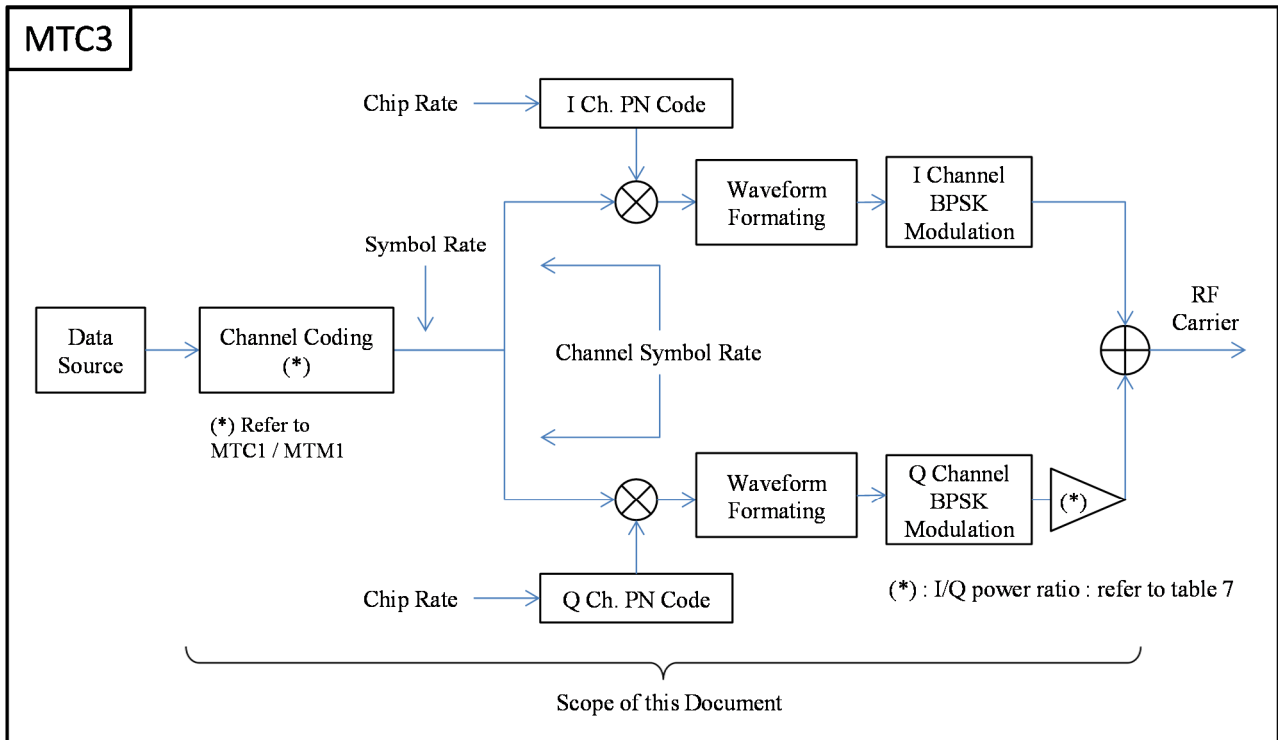 MTC3
Chip Rate
I Ch. PN Code
Waveform
Formating
I Channel
BPSK
Modulation
Symbol Rate
RF
Carrier
Data
Source
Channel Coding
(*)
Channel Symbol Rate
(*) Refer to
MTC1 / MTM1
Waveform
Formating
Q Channel
BPSK
Modulation
(*)
Chip Rate
Q Ch. PN Code
(*) : I/Q power ratio : refer to table 7
Scope of this Document